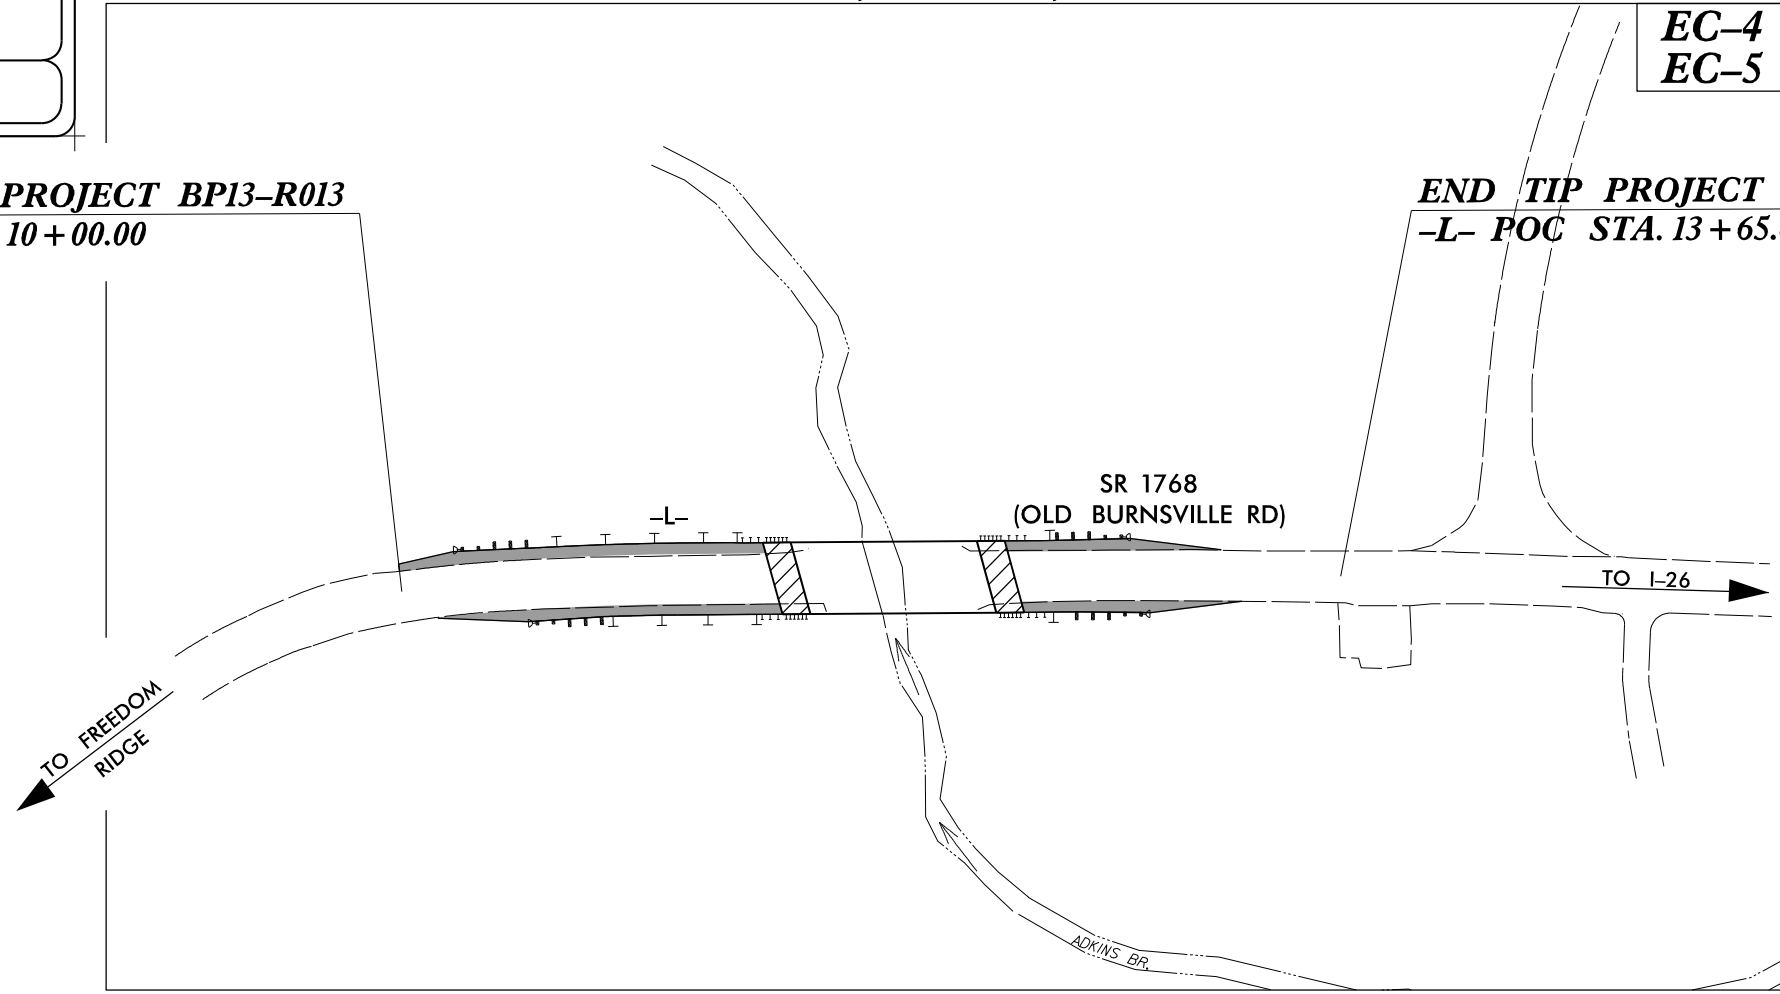 EC–4
EC–5
PROJECT BP13–R013
10+00.00
END TIP PROJECT
–L– POC STA. 13+65.
SR 1768
(OLD BURNSVILLE RD)
–L–
TO I–26
TO FREEDOM
RIDGE
ADKINS BR.